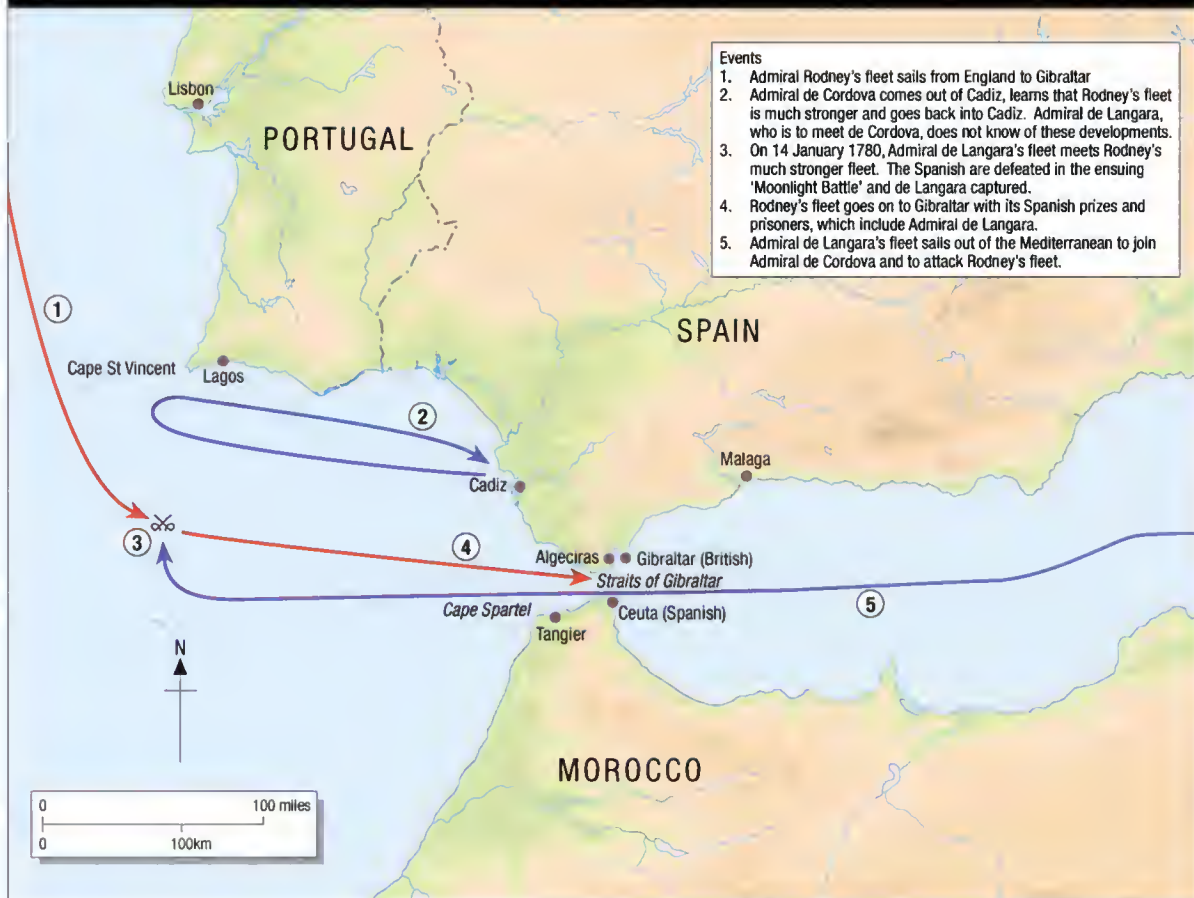 Events
1. Admiral Rodney's fleet sails from England to Gibraltar
2. Admiral de Cordova comes out of Cadiz, learns that Rodney's fleet
is much stronger and goes back into Cadiz. Admiral de Langara,
who is to meet de Cordova, does not know of these developments.
3. On 14 January 1780, Admiral de Langara's fleet meets Rodney's
much stronger fleet. The Spanish are defeated in the ensuing
'Moonlight Battle' and de Langara captured.
4. Rodney's fleet goes on to Gibraltar with its Spanish prizes and
prisoners, which include Admiral de Langara.
5. Admiral de Langara's fleet sails out of the Mediterranean to join
Admiral de Cordova and to attack Rodney's fleet.
Lisbon
PORTUGAL
1
SPAIN
Cape St Vincent
Lagos
2
Malaga
Cadiz
3
4
Algeciras
Gibraltar (British)
Straits of Gibraltar
5
Cape Spartel
Ceuta (Spanish)
Tangier
N
MOROCCO
0 100 miles
0 100km